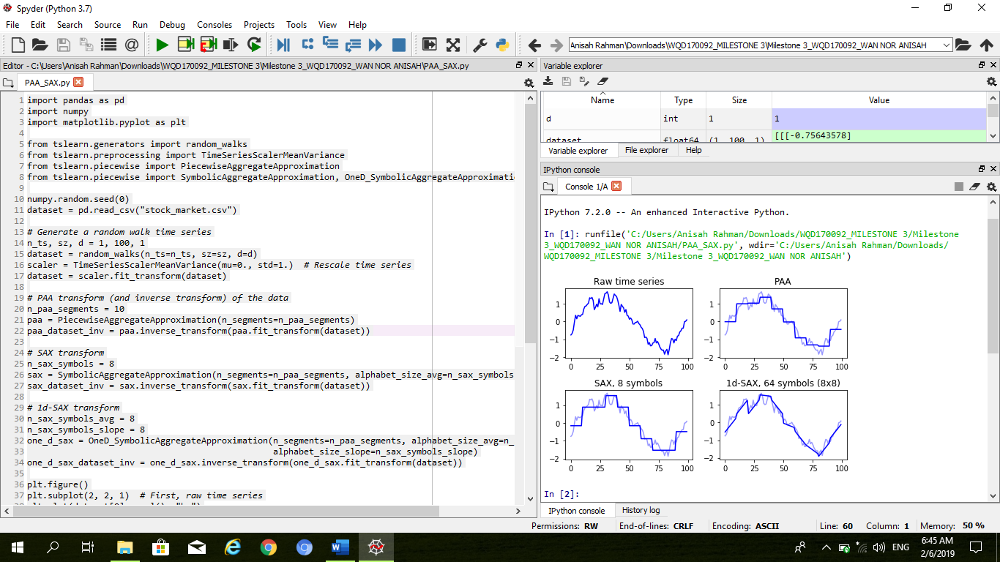 Spyder (Python 3.7)
File Edit Search Source Run Debug Consoles Projects Tools View Help
Anisah Rahman\Downloads\WQD170092_MILESTONE 3\Milestone 3_WQD170092_WAN NOR ANISAH
Editor - C:\Users\Anisah Rahman\Downloads\WQD170092_MILESTONE 3\Milestone 3_WQD170092_WAN NOR ANISAH\PAA_SAX.py
PAA_SAX.py
1 import pandas as pd
2 import numpy
3 import matplotlib.pyplot as plt
4
5 from tslearn.generators import random_walks
6 from tslearn.preprocessing import TimeSeriesScalerMeanVariance
7 from tslearn.piecewise import PiecewiseAggregateApproximation
8 from tslearn.piecewise import SymbolicAggregateApproximation, OneD_SymbolicAggregateApproximati
9
10 numpy.random.seed(0)
11 dataset = pd.read_csv("stock_market.csv")
12
13 # Generate a random walk time series
14 n_ts, sz, d = 1, 100, 1
15 dataset = random_walks(n_ts=n_ts, sz=sz, d=d)
16 scaler = TimeSeriesScalerMeanVariance(mu=0., std=1.)  # Rescale time series
17 dataset = scaler.fit_transform(dataset)
18
19 # PAA transform (and inverse transform) of the data
20 n_paa_segments = 10
21 paa = PiecewiseAggregateApproximation(n_segments=n_paa_segments)
22 paa_dataset_inv = paa.inverse_transform(paa.fit_transform(dataset))
23
24 # SAX transform
25 n_sax_symbols = 8
26 sax = SymbolicAggregateApproximation(n_segments=n_paa_segments, alphabet_size_avg=n_sax_symbols
27 sax_dataset_inv = sax.inverse_transform(sax.fit_transform(dataset))
28
29 # 1d-SAX transform
30 n_sax_symbols_avg = 8
31 n_sax_symbols_slope = 8
32 one_d_sax = OneD_SymbolicAggregateApproximation(n_segments=n_paa_segments, alphabet_size_avg=n_
33 alphabet_size_slope=n_sax_symbols_slope)
34 one_d_sax_dataset_inv = one_d_sax.inverse_transform(one_d_sax.fit_transform(dataset))
35
36 plt.figure()
37 plt.subplot(2, 2, 1)  # First, raw time series
Variable explorer
Name Type Size Value
d int 1 1
dataset float64 (1, 100, 1) [[[-0.75643578]
Variable explorer File explorer Help
IPython console
Console 1/A
IPython 7.2.0 -- An enhanced Interactive Python.
In [1]: runfile('C:/Users/Anisah Rahman/Downloads/WQD170092_MILESTONE 3/Milestone
3_WQD170092_WAN NOR ANISAH/PAA_SAX.py', wdir='C:/Users/Anisah Rahman/Downloads/
WQD170092_MILESTONE 3/Milestone 3_WQD170092_WAN NOR ANISAH')
Raw time series
1
0
−1
−2
0 25 50 75 100
PAA
1
0
−1
−2
0 25 50 75 100
SAX, 8 symbols
1
0
−1
−2
0 25 50 75 100
1d-SAX, 64 symbols (8x8)
1
0
−1
−2
0 25 50 75 100
In [2]:
IPython console History log
Permissions: RW End-of-lines: CRLF Encoding: ASCII Line: 60 Column: 1 Memory: 50 %
ENG
6:45 AM
2/6/2019